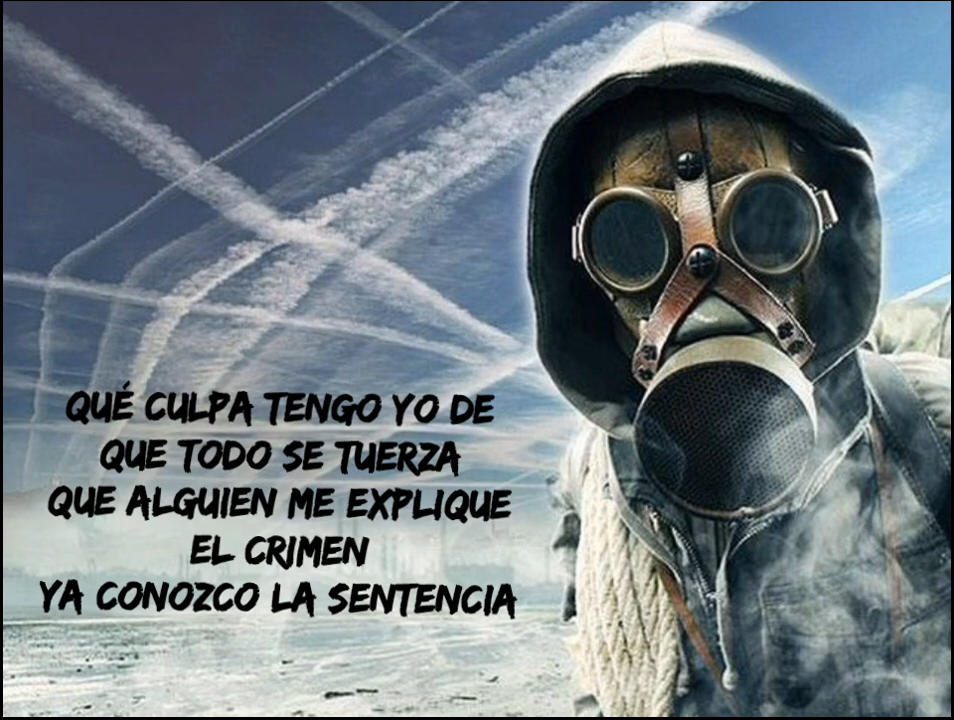 QUÉ CULPA TENGO YO DE
QUE TODO SE TUERZA
QUE ALGUIEN ME EXPLIQUE
EL CRIMEN
YA CONOZCO LA SENTENCIA